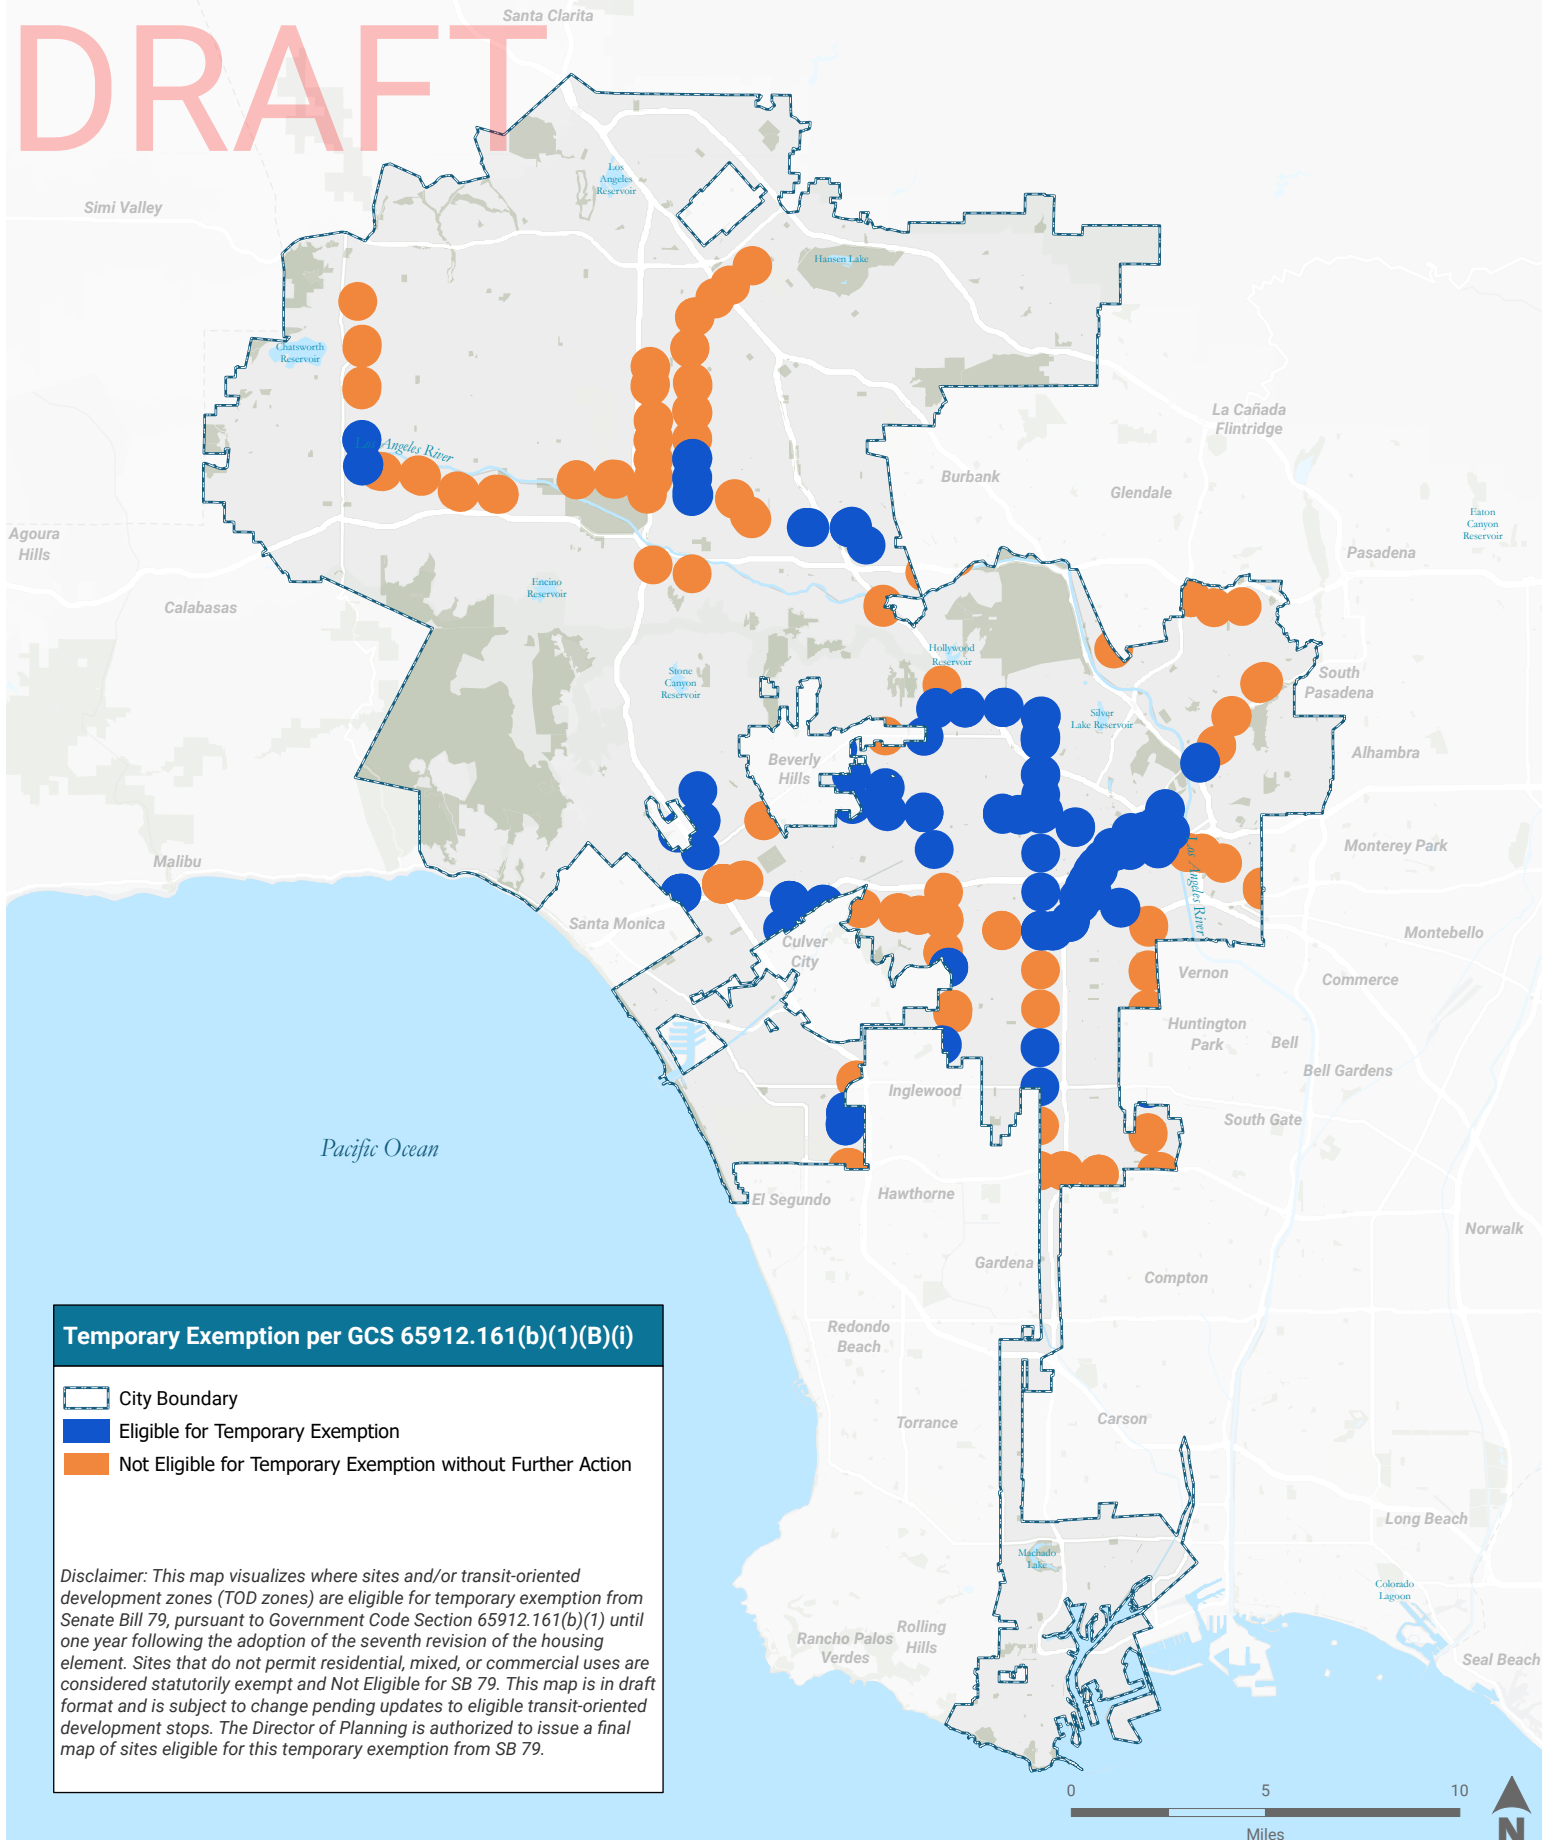 DRAFT
Santa Clarita
Los
Angeles
Reservoir
Simi Valley
Hansen Lake
Chatsworth
Reservoir
La Cañada
Flintridge
Los Angeles River
Burbank
Glendale
Eaton
Canyon
Reservoir
Agoura
Hills
Pasadena
Encino
Reservoir
Calabasas
Hollywood
Reservoir
Stone
Canyon
Reservoir
South
Pasadena
Silver
Lake Reservoir
Alhambra
Beverly
Hills
Malibu
Monterey Park
Los Angeles River
Santa Monica
Culver
City
Montebello
Vernon
Commerce
Huntington
Park
Bell
Bell Gardens
Inglewood
South Gate
Pacific Ocean
El Segundo
Hawthorne
Norwalk
Gardena
Compton
Redondo
Beach
Torrance
Carson
Long Beach
Machado
Lake
Colorado
Lagoon
Rolling
Hills
Rancho Palos
Verdes
Seal Beach
Temporary Exemption per GCS 65912.161(b)(1)(B)(i)
City Boundary
Eligible for Temporary Exemption
Not Eligible for Temporary Exemption without Further Action
Disclaimer: This map visualizes where sites and/or transit-oriented
development zones (TOD zones) are eligible for temporary exemption from
Senate Bill 79, pursuant to Government Code Section 65912.161(b)(1) until
one year following the adoption of the seventh revision of the housing
element. Sites that do not permit residential, mixed, or commercial uses are
considered statutorily exempt and Not Eligible for SB 79. This map is in draft
format and is subject to change pending updates to eligible transit-oriented
development stops. The Director of Planning is authorized to issue a final
map of sites eligible for this temporary exemption from SB 79.
0 5 10
Miles
N